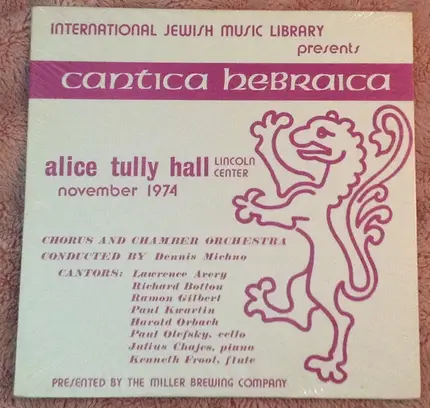 INTERNATIONAL JEWISH MUSIC LIBRARY
presents
cantica hebraica
alice tully hall LINCOLN CENTER
november 1974
CHORUS AND CHAMBER ORCHESTRA
CONDUCTED BY Dennis Michno
CANTORS: Lawrence Avery
Richard Botton
Ramon Gilbert
Paul Kwartin
Harold Orbach
Paul Olefsky, cello
Julius Chajes, piano
Kenneth Froot, flute
PRESENTED BY THE MILLER BREWING COMPANY